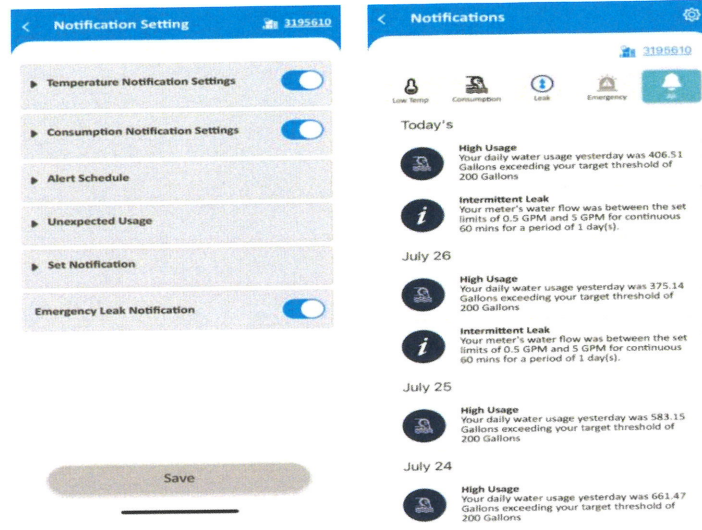 Notification Setting
3195610
Temperature Notification Settings
Consumption Notification Settings
Alert Schedule
Unexpected Usage
Set Notification
Emergency Leak Notification
Save
Notifications
3195610
Low Temp
Consumption
Leak
Emergency
All
Today's
High Usage
Your daily water usage yesterday was 406.51
Gallons exceeding your target threshold of
200 Gallons
Intermittent Leak
Your meter's water flow was between the set
limits of 0.5 GPM and 5 GPM for continuous
60 mins for a period of 1 day(s).
July 26
High Usage
Your daily water usage yesterday was 375.14
Gallons exceeding your target threshold of
200 Gallons
Intermittent Leak
Your meter's water flow was between the set
limits of 0.5 GPM and 5 GPM for continuous
60 mins for a period of 1 day(s).
July 25
High Usage
Your daily water usage yesterday was 583.15
Gallons exceeding your target threshold of
200 Gallons
July 24
High Usage
Your daily water usage yesterday was 661.47
Gallons exceeding your target threshold of
200 Gallons